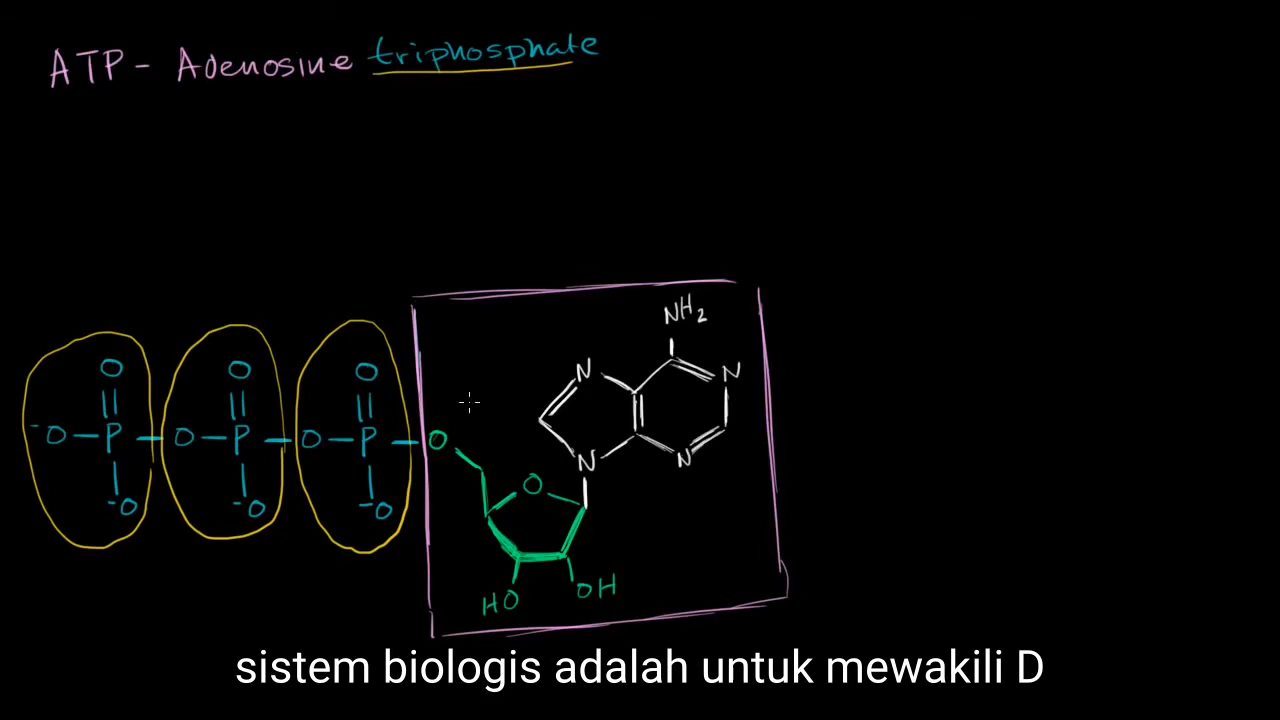 ATP - Adenosine triphosphate
NH2
O O O N N
-O-P-O-P-O-P-O
N N
-O -O -O O
HO OH
sistem biologis adalah untuk mewakili D